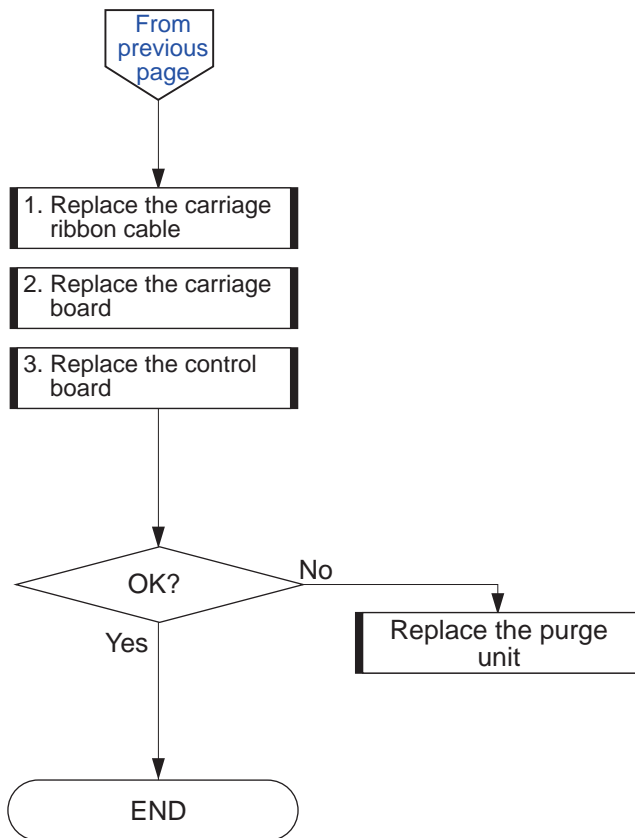 From
previous
page
1. Replace the carriage
ribbon cable
2. Replace the carriage
board
3. Replace the control
board
OK?
No
Yes
Replace the purge
unit
END